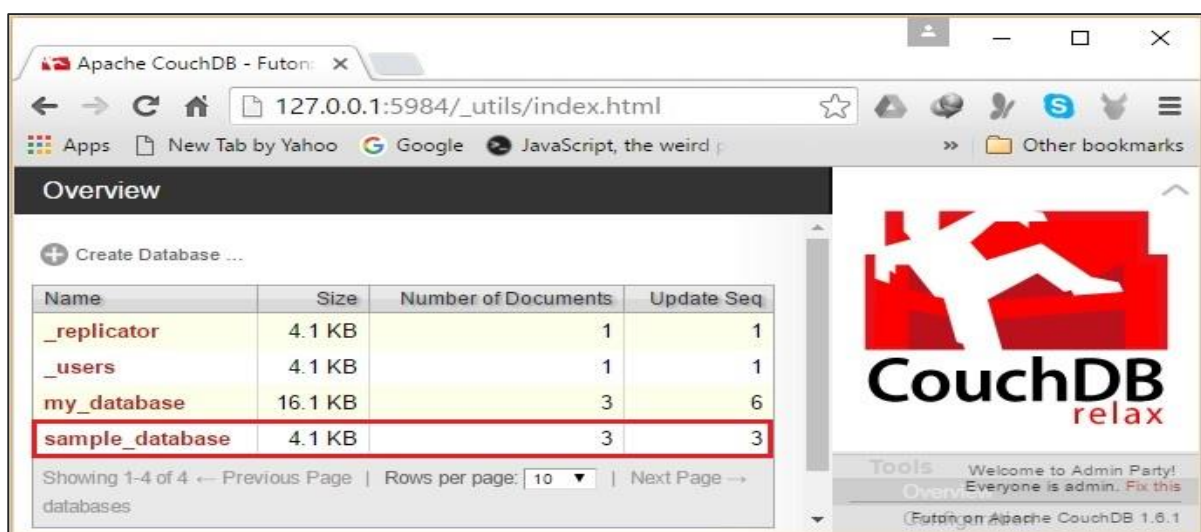 Apache CouchDB - Futon:
127.0.0.1:5984/_utils/index.html
Apps New Tab by Yahoo Google JavaScript, the weird » Other bookmarks
Overview
Create Database ...
Name Size Number of Documents Update Seq
_replicator 4.1 KB 1 1
_users 4.1 KB 1 1
my_database 16.1 KB 3 6
sample_database 4.1 KB 3 3
Showing 1-4 of 4 ← Previous Page | Rows per page: 10 | Next Page →
databases
CouchDB
relax
Tools
Overview
Welcome to Admin Party!
Everyone is admin. Fix this
Futon on Apache CouchDB 1.6.1